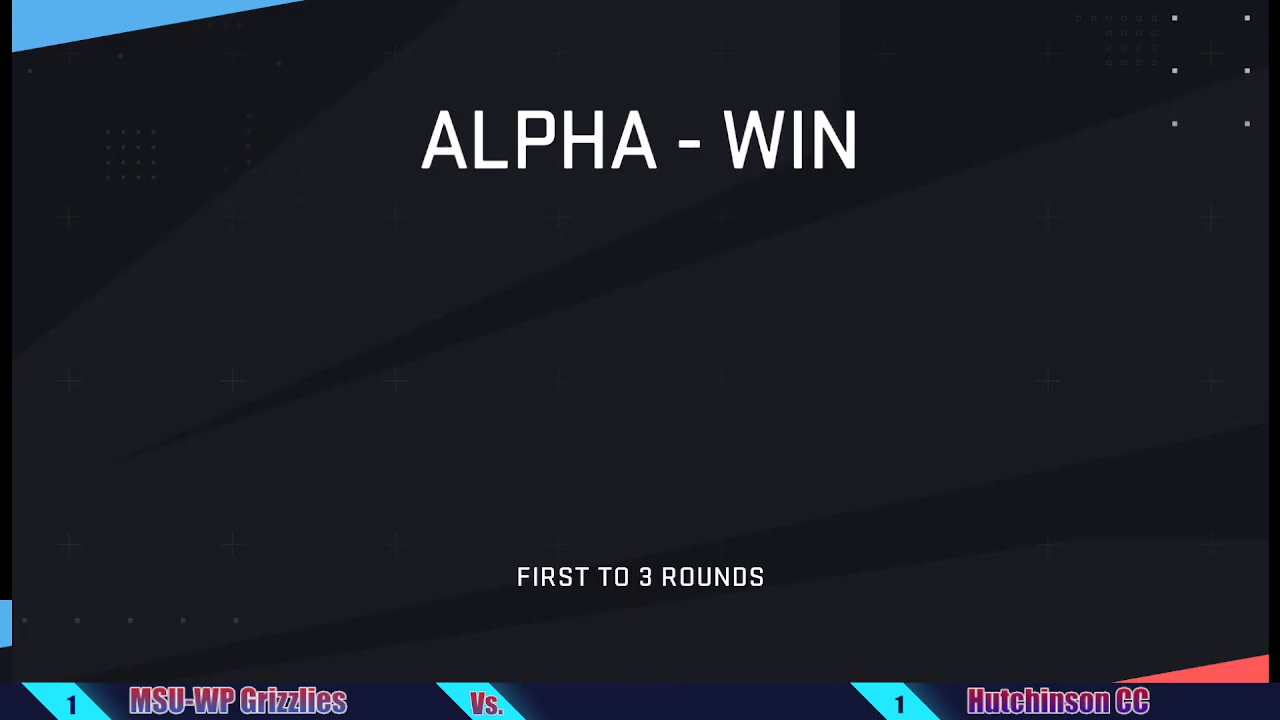 ALPHA - WIN
FIRST TO 3 ROUNDS
1 MSU-WP Grizzlies Vs. 1 Hutchinson CC